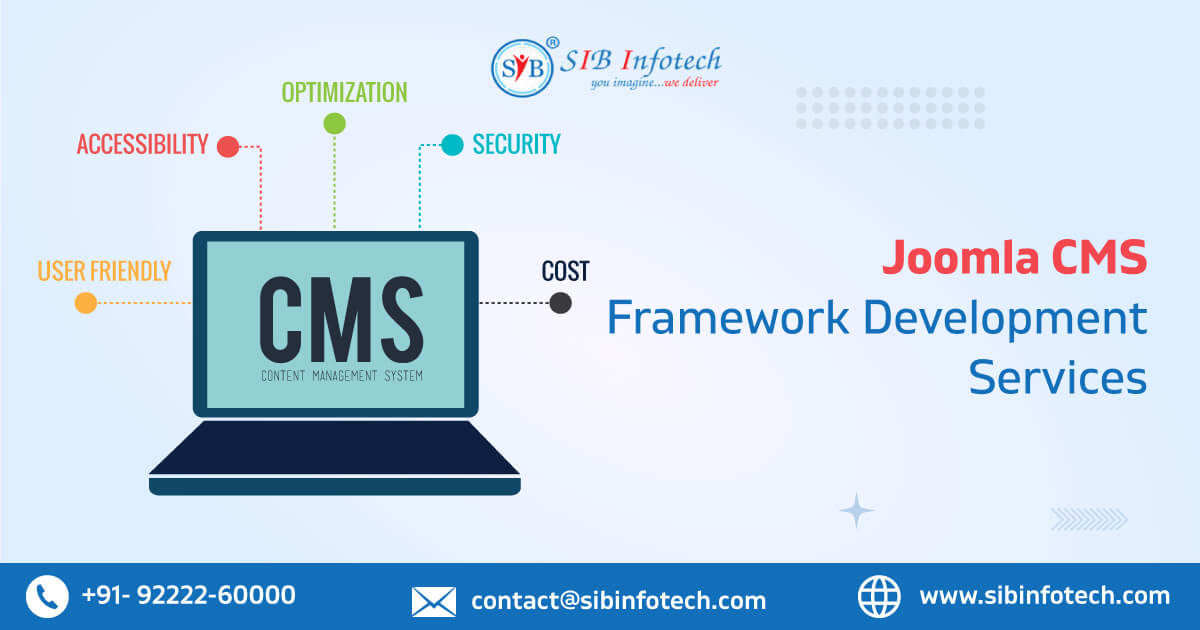 SIB
®
SIB Infotech
you imagine...we deliver
OPTIMIZATION
ACCESSIBILITY
SECURITY
USER FRIENDLY
COST
CMS
CONTENT MANAGEMENT SYSTEM
Joomla CMS
Framework Development
Services
+91- 92222-60000
contact@sibinfotech.com
www.sibinfotech.com